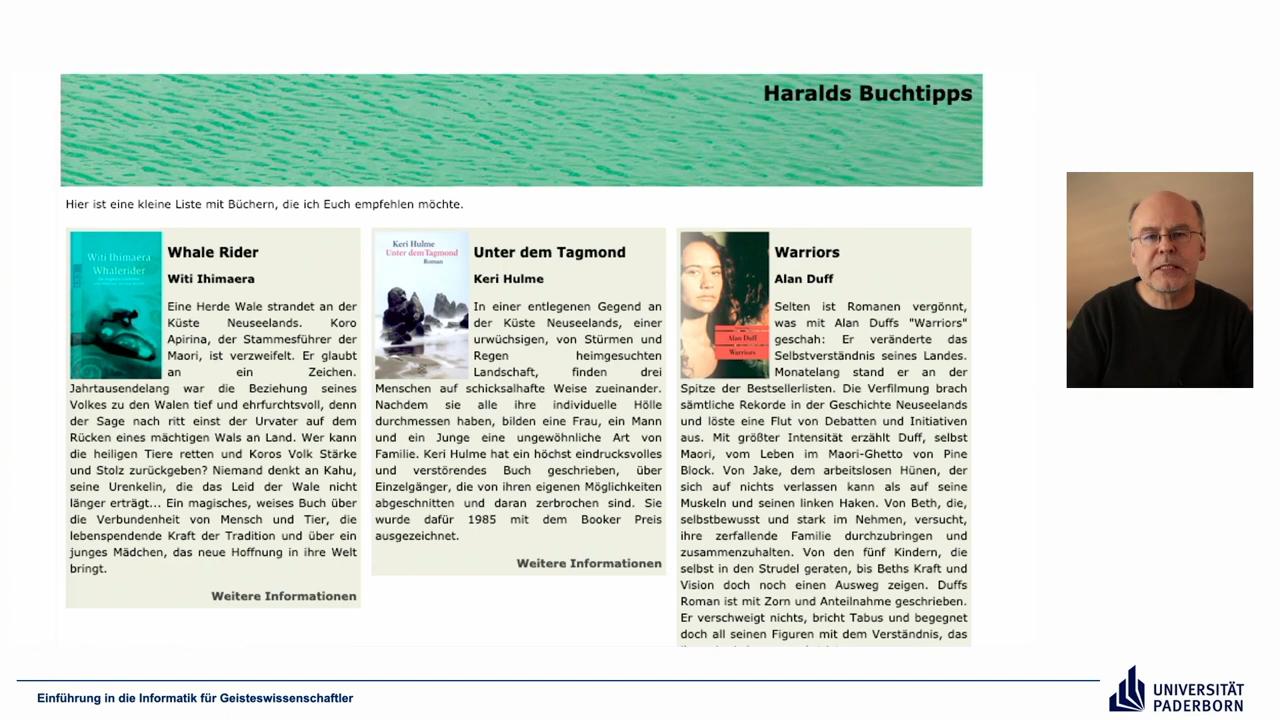 Haralds Buchtipps
Hier ist eine kleine Liste mit Büchern, die ich Euch empfehlen möchte.
Witi Ihimaera
Whalerider
Whale Rider
Witi Ihimaera
Eine Herde Wale strandet an der
Küste Neuseelands. Koro
Apirina, der Stammesführer der
Maori, ist verzweifelt. Er glaubt
an ein Zeichen.
Jahrtausendelang war die Beziehung seines
Volkes zu den Walen tief und ehrfurchtsvoll, denn
der Sage nach ritt einst der Urvater auf dem
Rücken eines mächtigen Wals an Land. Wer kann
die heiligen Tiere retten und Koros Volk Stärke
und Stolz zurückgeben? Niemand denkt an Kahu,
seine Urenkelin, die das Leid der Wale nicht
länger erträgt... Ein magisches, weises Buch über
die Verbundenheit von Mensch und Tier, die
lebenspendende Kraft der Tradition und über ein
junges Mädchen, das neue Hoffnung in ihre Welt
bringt.
Weitere Informationen
Keri Hulme
Unter dem Tagmond
Roman
Unter dem Tagmond
Keri Hulme
In einer entlegenen Gegend an
der Küste Neuseelands, einer
urwüchsigen, von Stürmen und
Regen heimgesuchten
Landschaft, finden drei
Menschen auf schicksalhafte Weise zueinander.
Nachdem sie alle ihre individuelle Hölle
durchmessen haben, bilden eine Frau, ein Mann
und ein Junge eine ungewöhnliche Art von
Familie. Keri Hulme hat ein höchst eindrucksvolles
und verstörendes Buch geschrieben, über
Einzelgänger, die von ihren eigenen Möglichkeiten
abgeschnitten und daran zerbrochen sind. Sie
wurde dafür 1985 mit dem Booker Preis
ausgezeichnet.
Weitere Informationen
Alan Duff
Warriors
Warriors
Alan Duff
Selten ist Romanen vergönnt,
was mit Alan Duffs "Warriors"
geschah: Er veränderte das
Selbstverständnis seines Landes.
Monatelang stand er an der
Spitze der Bestsellerlisten. Die Verfilmung brach
sämtliche Rekorde in der Geschichte Neuseelands
und löste eine Flut von Debatten und Initiativen
aus. Mit größter Intensität erzählt Duff, selbst
Maori, vom Leben im Maori-Ghetto von Pine
Block. Von Jake, dem arbeitslosen Hünen, der
sich auf nichts verlassen kann als auf seine
Muskeln und seinen linken Haken. Von Beth, die,
selbstbewusst und stark im Nehmen, versucht,
ihre zerfallende Familie durchzubringen und
zusammenzuhalten. Von den fünf Kindern, die
selbst in den Strudel geraten, bis Beths Kraft und
Vision doch noch einen Ausweg zeigen. Duffs
Roman ist mit Zorn und Anteilnahme geschrieben.
Er verschweigt nichts, bricht Tabus und begegnet
doch all seinen Figuren mit dem Verständnis, das
Einführung in die Informatik für Geisteswissenschaftler
UNIVERSITÄT
PADERBORN